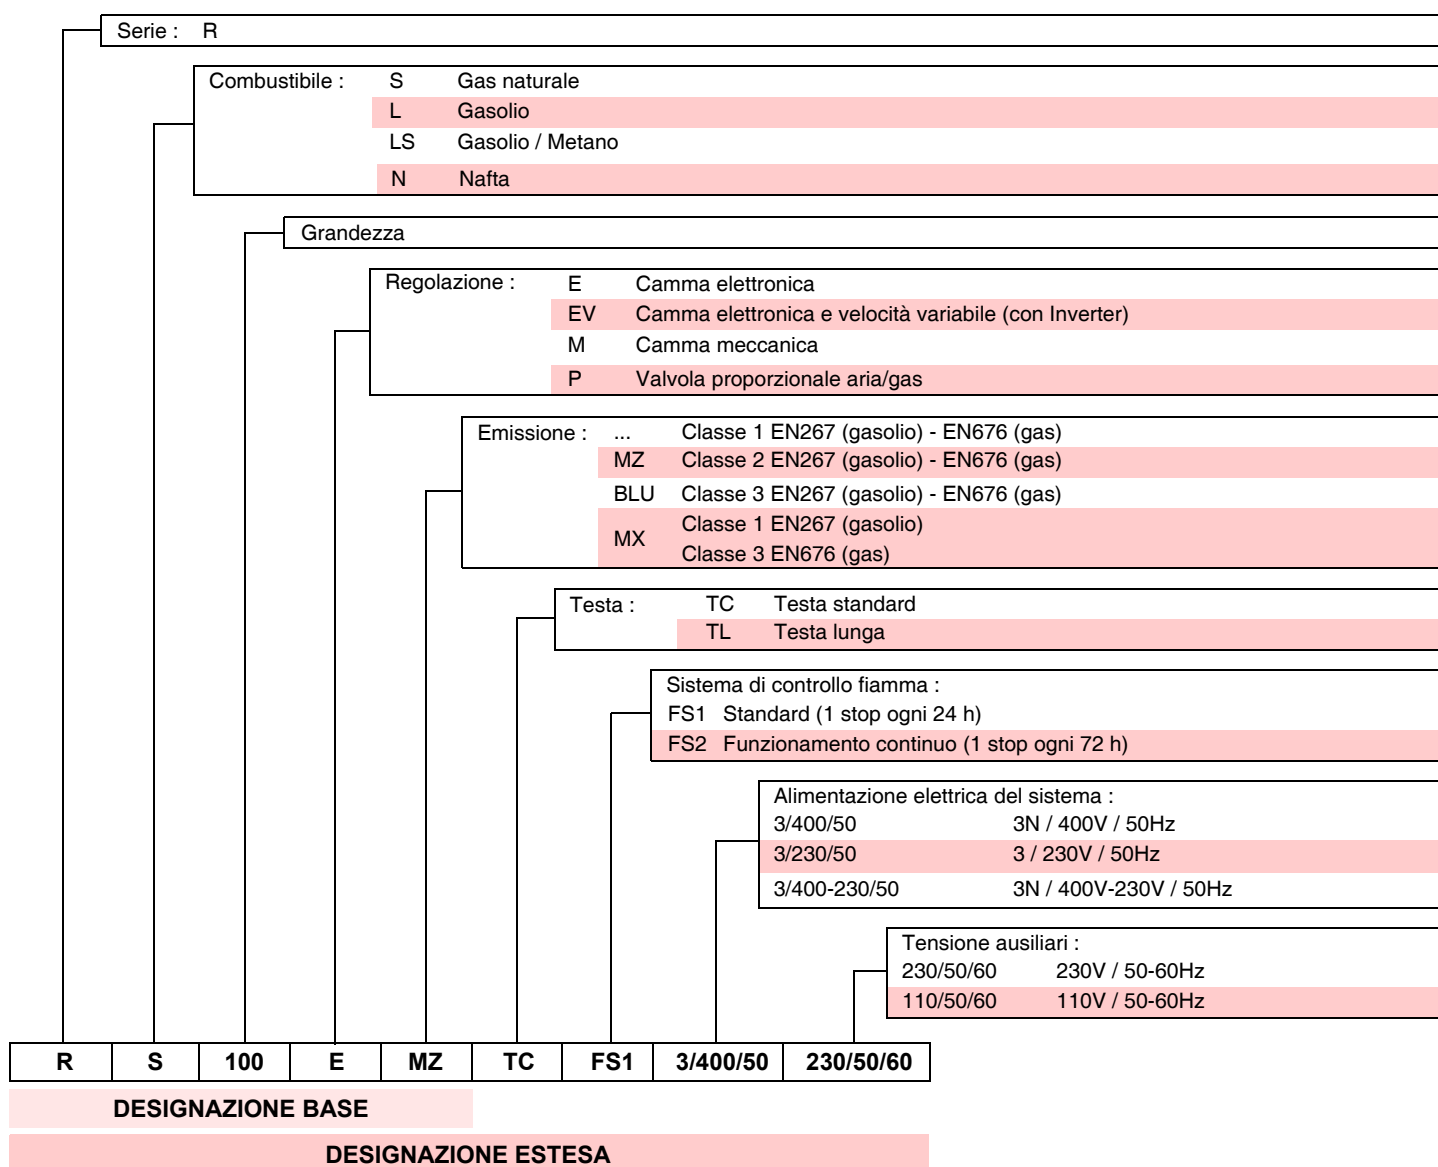 Serie : R
Combustibile : S Gas naturale
L Gasolio
LS Gasolio / Metano
N Nafta
Grandezza
Regolazione : E Camma elettronica
EV Camma elettronica e velocità variabile (con Inverter)
M Camma meccanica
P Valvola proporzionale aria/gas
Emissione : ... Classe 1 EN267 (gasolio) - EN676 (gas)
MZ Classe 2 EN267 (gasolio) - EN676 (gas)
BLU Classe 3 EN267 (gasolio) - EN676 (gas)
MX Classe 1 EN267 (gasolio)
Classe 3 EN676 (gas)
Testa : TC Testa standard
TL Testa lunga
Sistema di controllo fiamma :
FS1 Standard (1 stop ogni 24 h)
FS2 Funzionamento continuo (1 stop ogni 72 h)
Alimentazione elettrica del sistema :
3/400/50 3N / 400V / 50Hz
3/230/50 3 / 230V / 50Hz
3/400-230/50 3N / 400V-230V / 50Hz
Tensione ausiliari :
230/50/60 230V / 50-60Hz
110/50/60 110V / 50-60Hz
R S 100 E MZ TC FS1 3/400/50 230/50/60
DESIGNAZIONE BASE
DESIGNAZIONE ESTESA